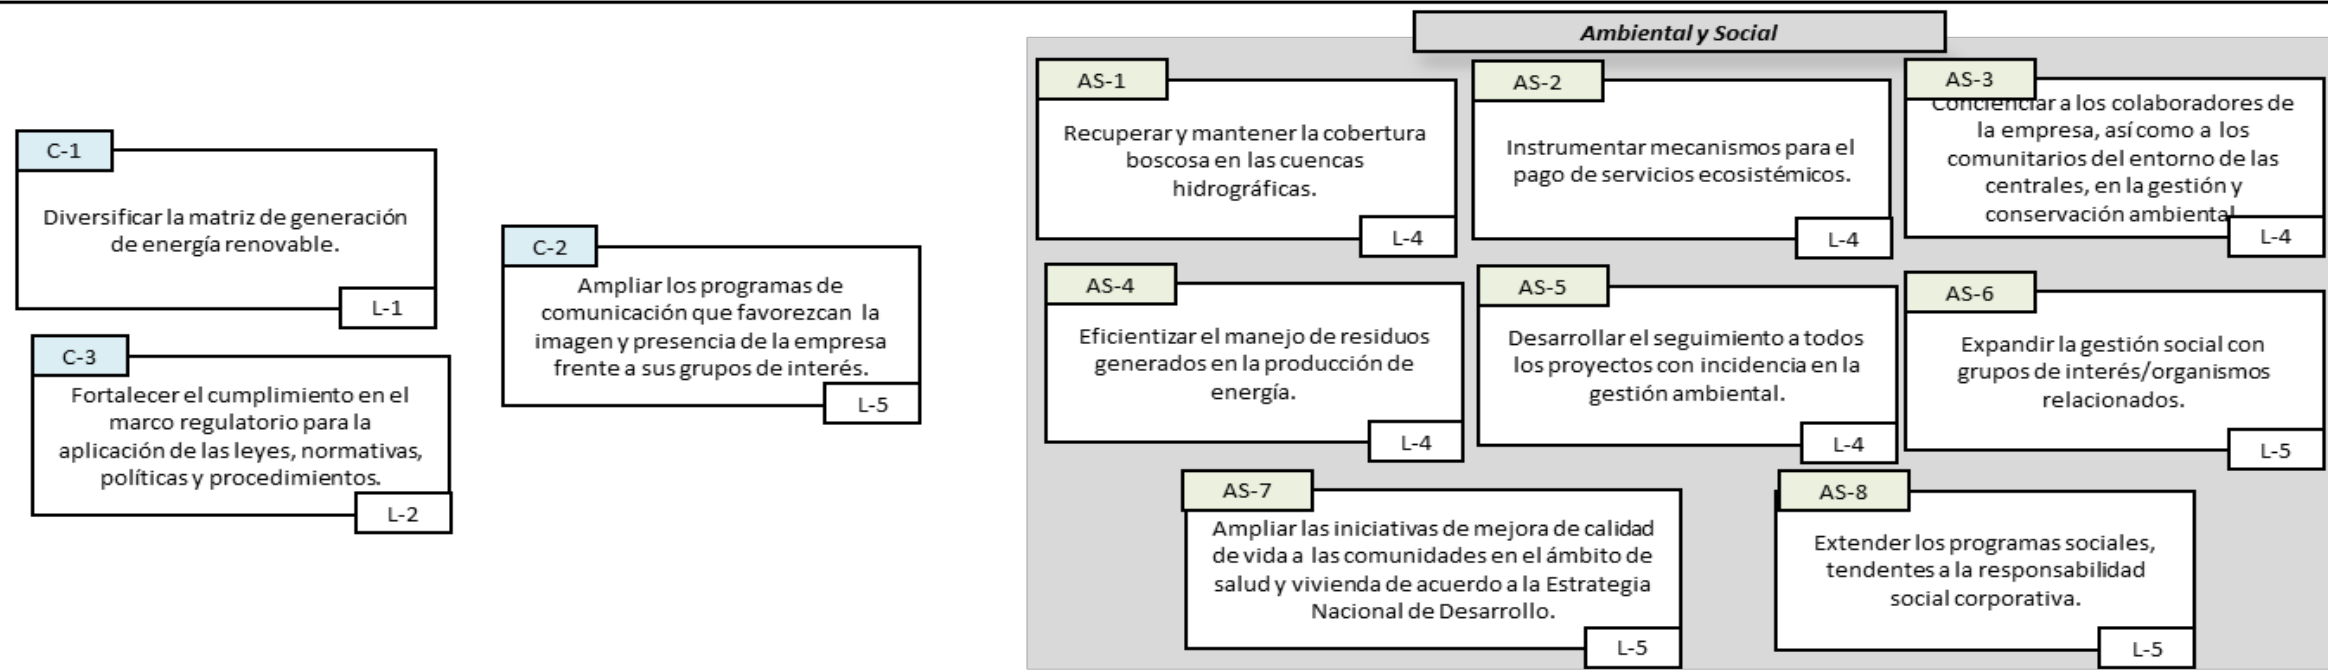 C-1
Diversificar la matriz de generación
de energía renovable.
L-1
C-2
Ampliar los programas de
comunicación que favorezcan la
imagen y presencia de la empresa
frente a sus grupos de interés.
L-5
C-3
Fortalecer el cumplimiento en el
marco regulatorio para la
aplicación de las leyes, normativas,
políticas y procedimientos.
L-2
Ambiental y Social
AS-1
Recuperar y mantener la cobertura
boscosa en las cuencas
hidrográficas.
L-4
AS-2
Instrumentar mecanismos para el
pago de servicios ecosistémicos.
L-4
AS-3
Concienciar a los colaboradores de
la empresa, así como a los
comunitarios del entorno de las
centrales, en la gestión y
conservación ambiental
L-4
AS-4
Eficientizar el manejo de residuos
generados en la producción de
energía.
L-4
AS-5
Desarrollar el seguimiento a todos
los proyectos con incidencia en la
gestión ambiental.
L-4
AS-6
Expandir la gestión social con
grupos de interés/organismos
relacionados.
L-5
AS-7
Ampliar las iniciativas de mejora de calidad
de vida a las comunidades en el ámbito de
salud y vivienda de acuerdo a la Estrategia
Nacional de Desarrollo.
L-5
AS-8
Extender los programas sociales,
tendentes a la responsabilidad
social corporativa.
L-5